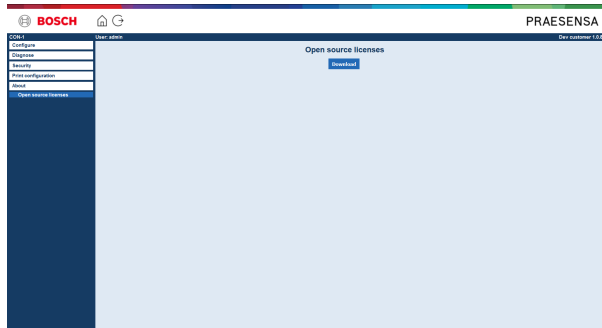 BOSCH
PRAESENSA
CON-1
User: admin
Dev customer 1.0.0
Configure
Diagnose
Security
Print configuration
About
Open source licenses
Open source licenses
Download